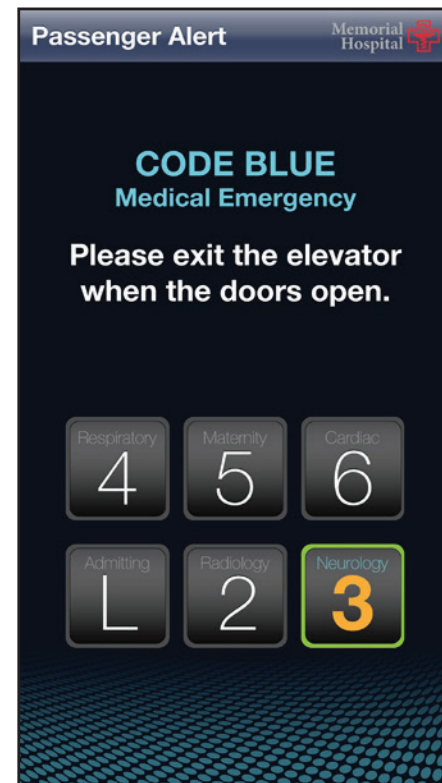 Passenger Alert
Memorial
Hospital
CODE BLUE
Medical Emergency
Please exit the elevator
when the doors open.
Respiratory
4
Maternity
5
Cardiac
6
Admitting
L
Radiology
2
Neurology
3